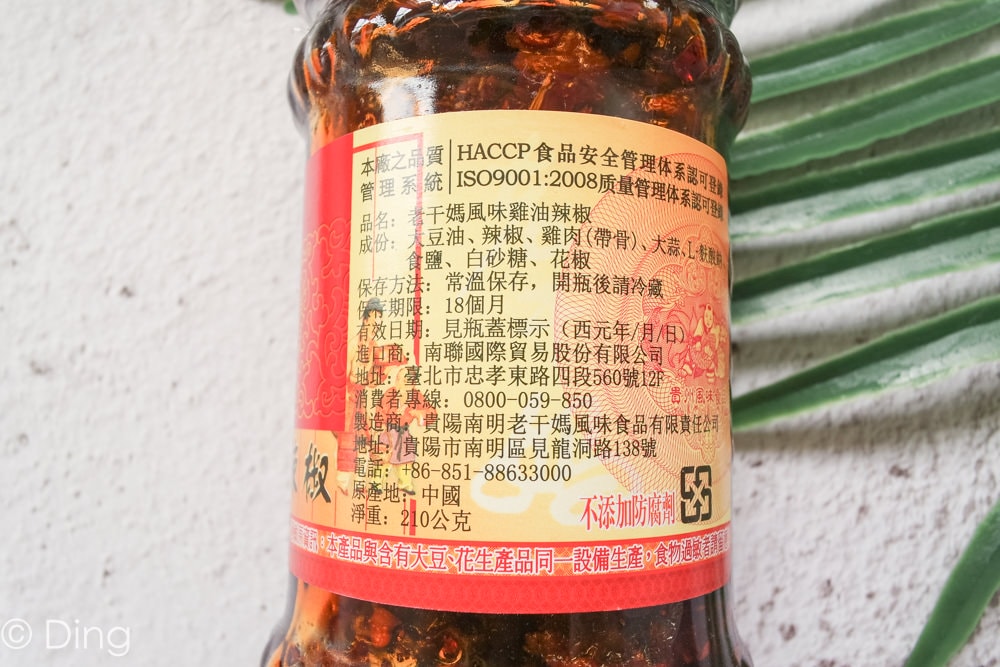 本廠之品質
管理系統
HACCP食品安全管理体系認可登錄
ISO9001:2008质量管理体系認可登錄
品名：老干媽風味雞油辣椒
成份：大豆油、辣椒、雞肉(帶骨)、大蒜、L-麩酸鈉、
食鹽、白砂糖、花椒
保存方法：常溫保存，開瓶後請冷藏
保存期限：18個月
有效日期：見瓶蓋標示（西元年/月/日）
進口商：南聯國際貿易股份有限公司
地址：臺北市忠孝東路四段560號12F
消費者專線：0800-059-850
製造商：貴陽南明老干媽風味食品有限責任公司
地址：貴陽市南明區見龍洞路138號
電話：+86-851-88633000
原產地：中國
淨重：210公克
不添加防腐劑
椒
貴州風味食
：本產品與含有大豆、花生產品同一設備生產，食物過敏者請留
© Ding